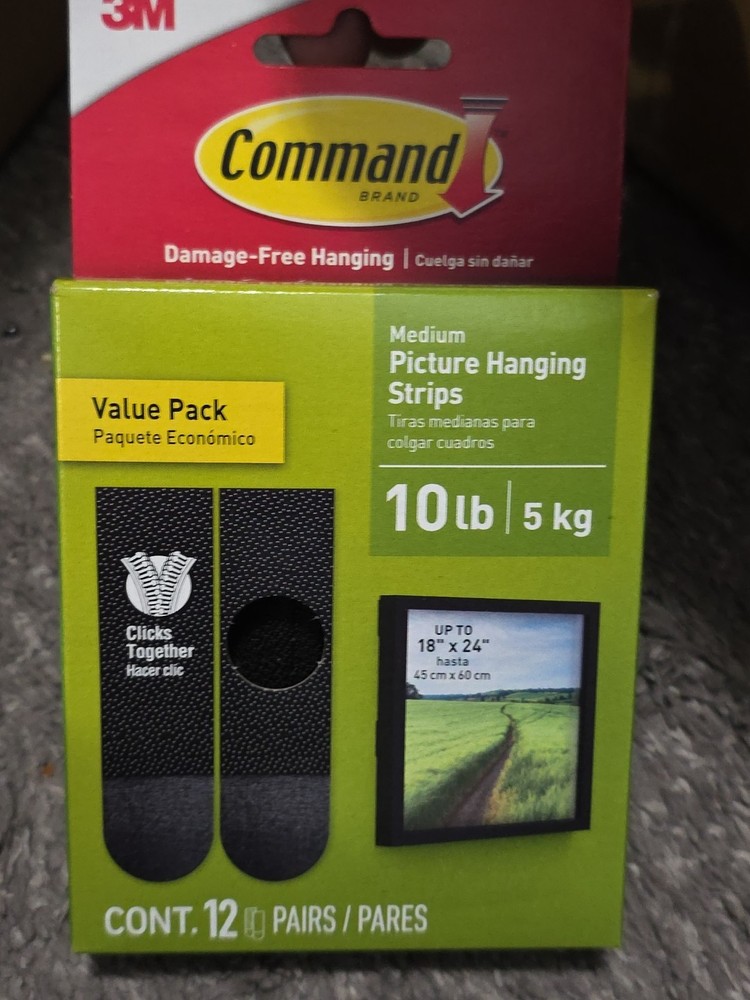 3M
Command
BRAND
Damage-Free Hanging | Cuelga sin dañar
Medium
Picture Hanging
Strips
Tiras medianas para
colgar cuadros
10 lb | 5 kg
Value Pack
Paquete Económico
Clicks
Together
Hacer clic
UP TO
18" x 24"
hasta
45 cm x 60 cm
CONT. 12 PAIRS / PARES